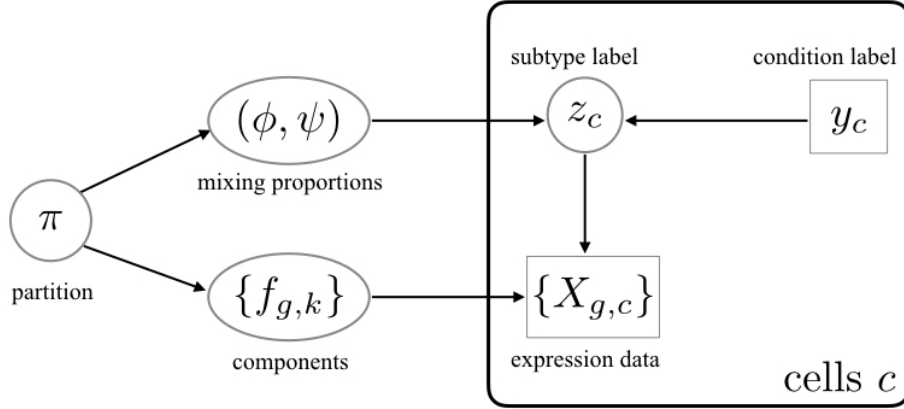 subtype label
condition label
(ϕ, ψ)
z_c
y_c
mixing proportions
π
partition
{f_{g,k}}
{X_{g,c}}
components
expression data
cells c